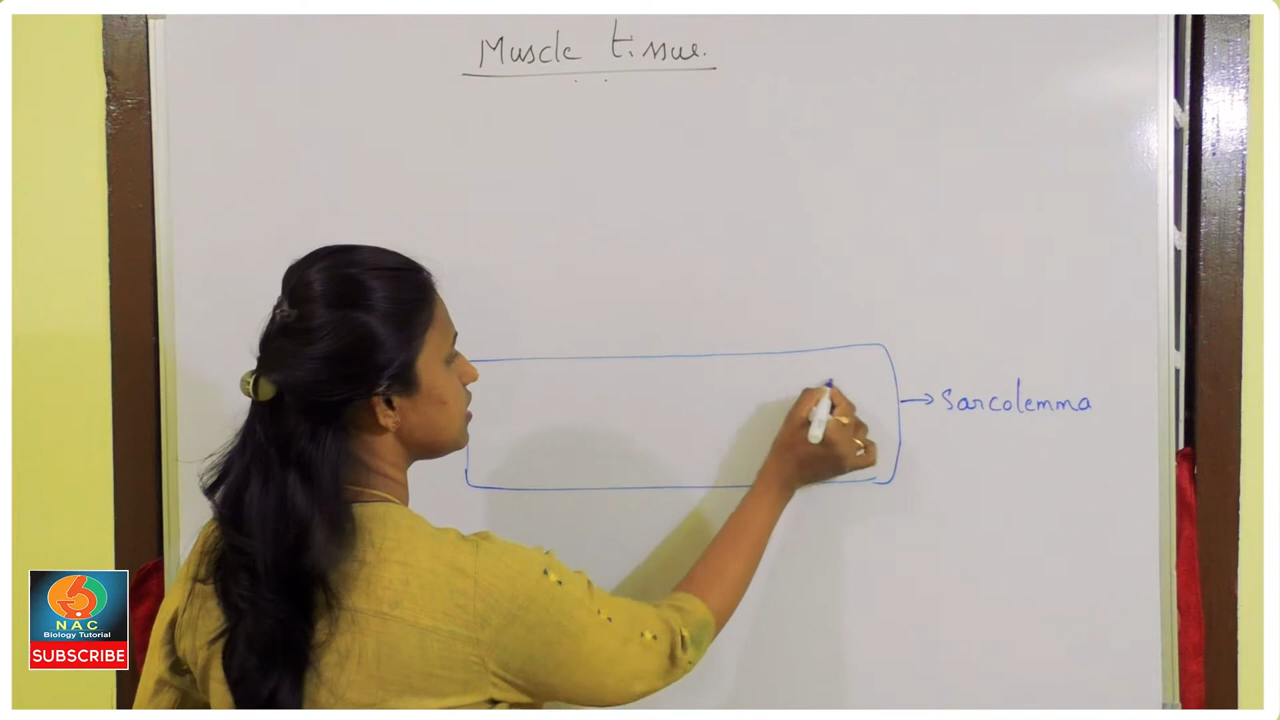 Muscle tissue.
→ Sarcolemma
NAC
Biology Tutorial
SUBSCRIBE